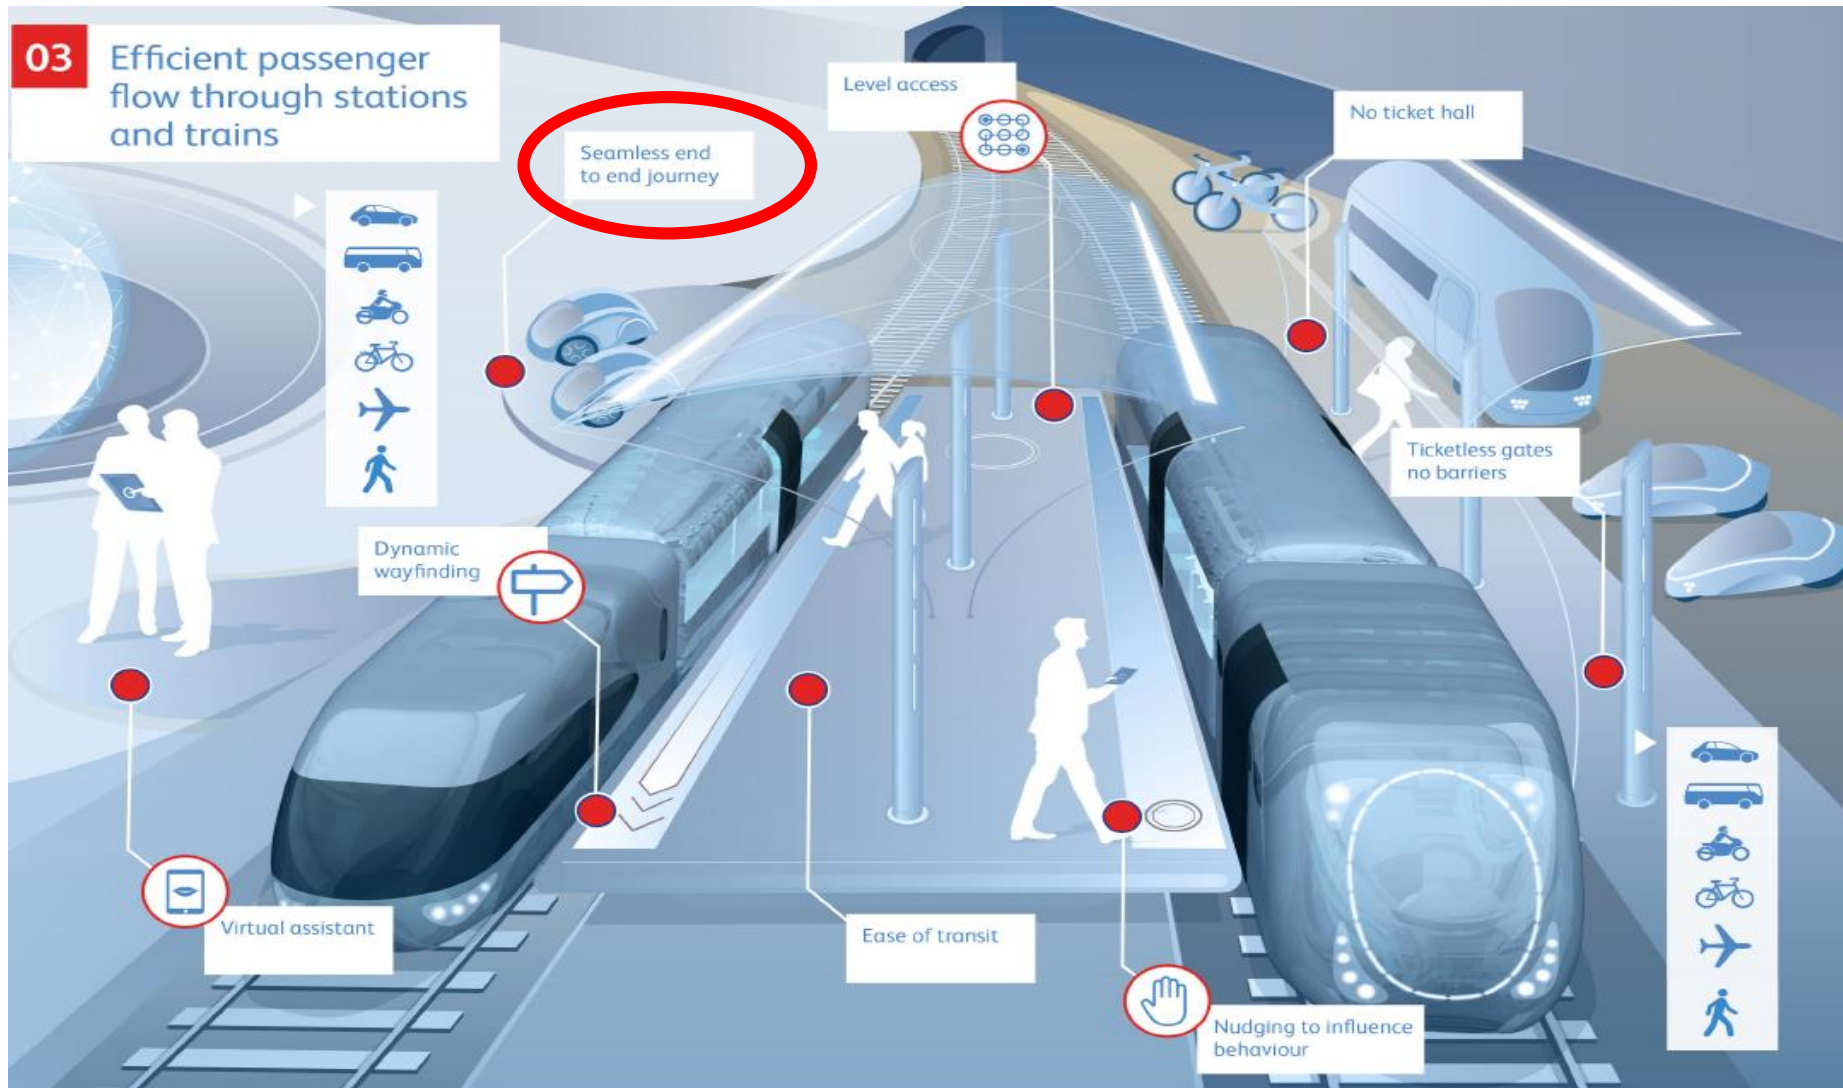 03
Efficient passenger
flow through stations
and trains
Seamless end
to end journey
Level access
No ticket hall
Ticketless gates
no barriers
Dynamic
wayfinding
Virtual assistant
Ease of transit
Nudging to influence
behaviour